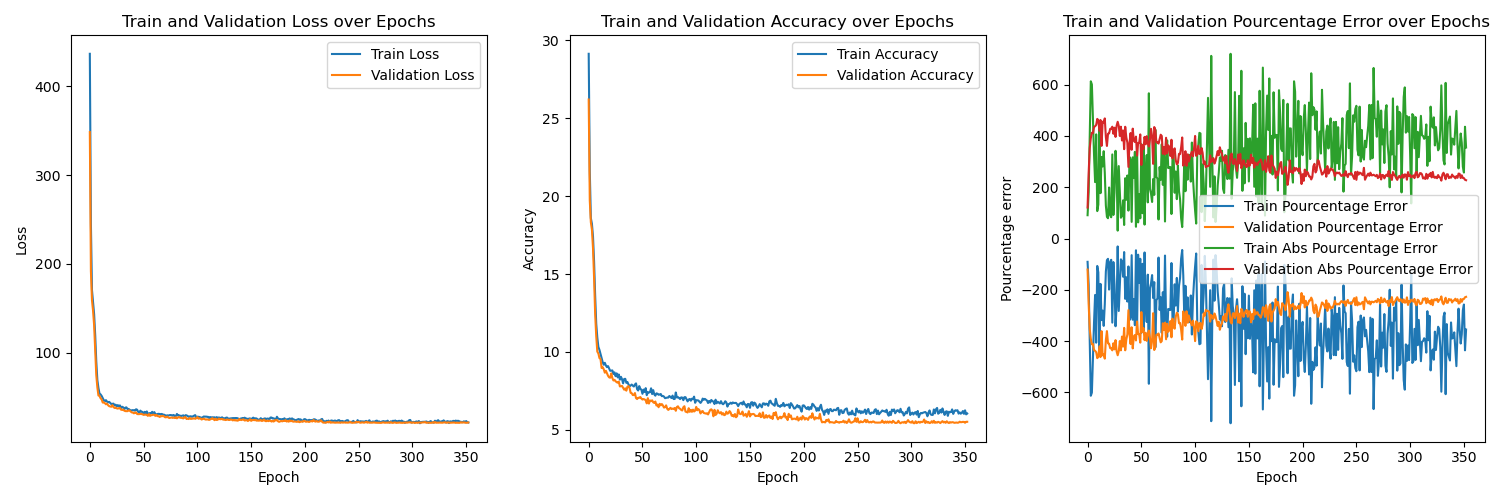 Train and Validation Loss over Epochs
Train Loss
Validation Loss
400
300
200
100
Loss
0 50 100 150 200 250 300 350
Epoch
Train and Validation Accuracy over Epochs
Train Accuracy
Validation Accuracy
30
25
20
15
10
5
Accuracy
0 50 100 150 200 250 300 350
Epoch
Train and Validation Pourcentage Error over Epochs
600
400
200
0
−200
−400
−600
Pourcentage error
Train Pourcentage Error
Validation Pourcentage Error
Train Abs Pourcentage Error
Validation Abs Pourcentage Error
0 50 100 150 200 250 300 350
Epoch